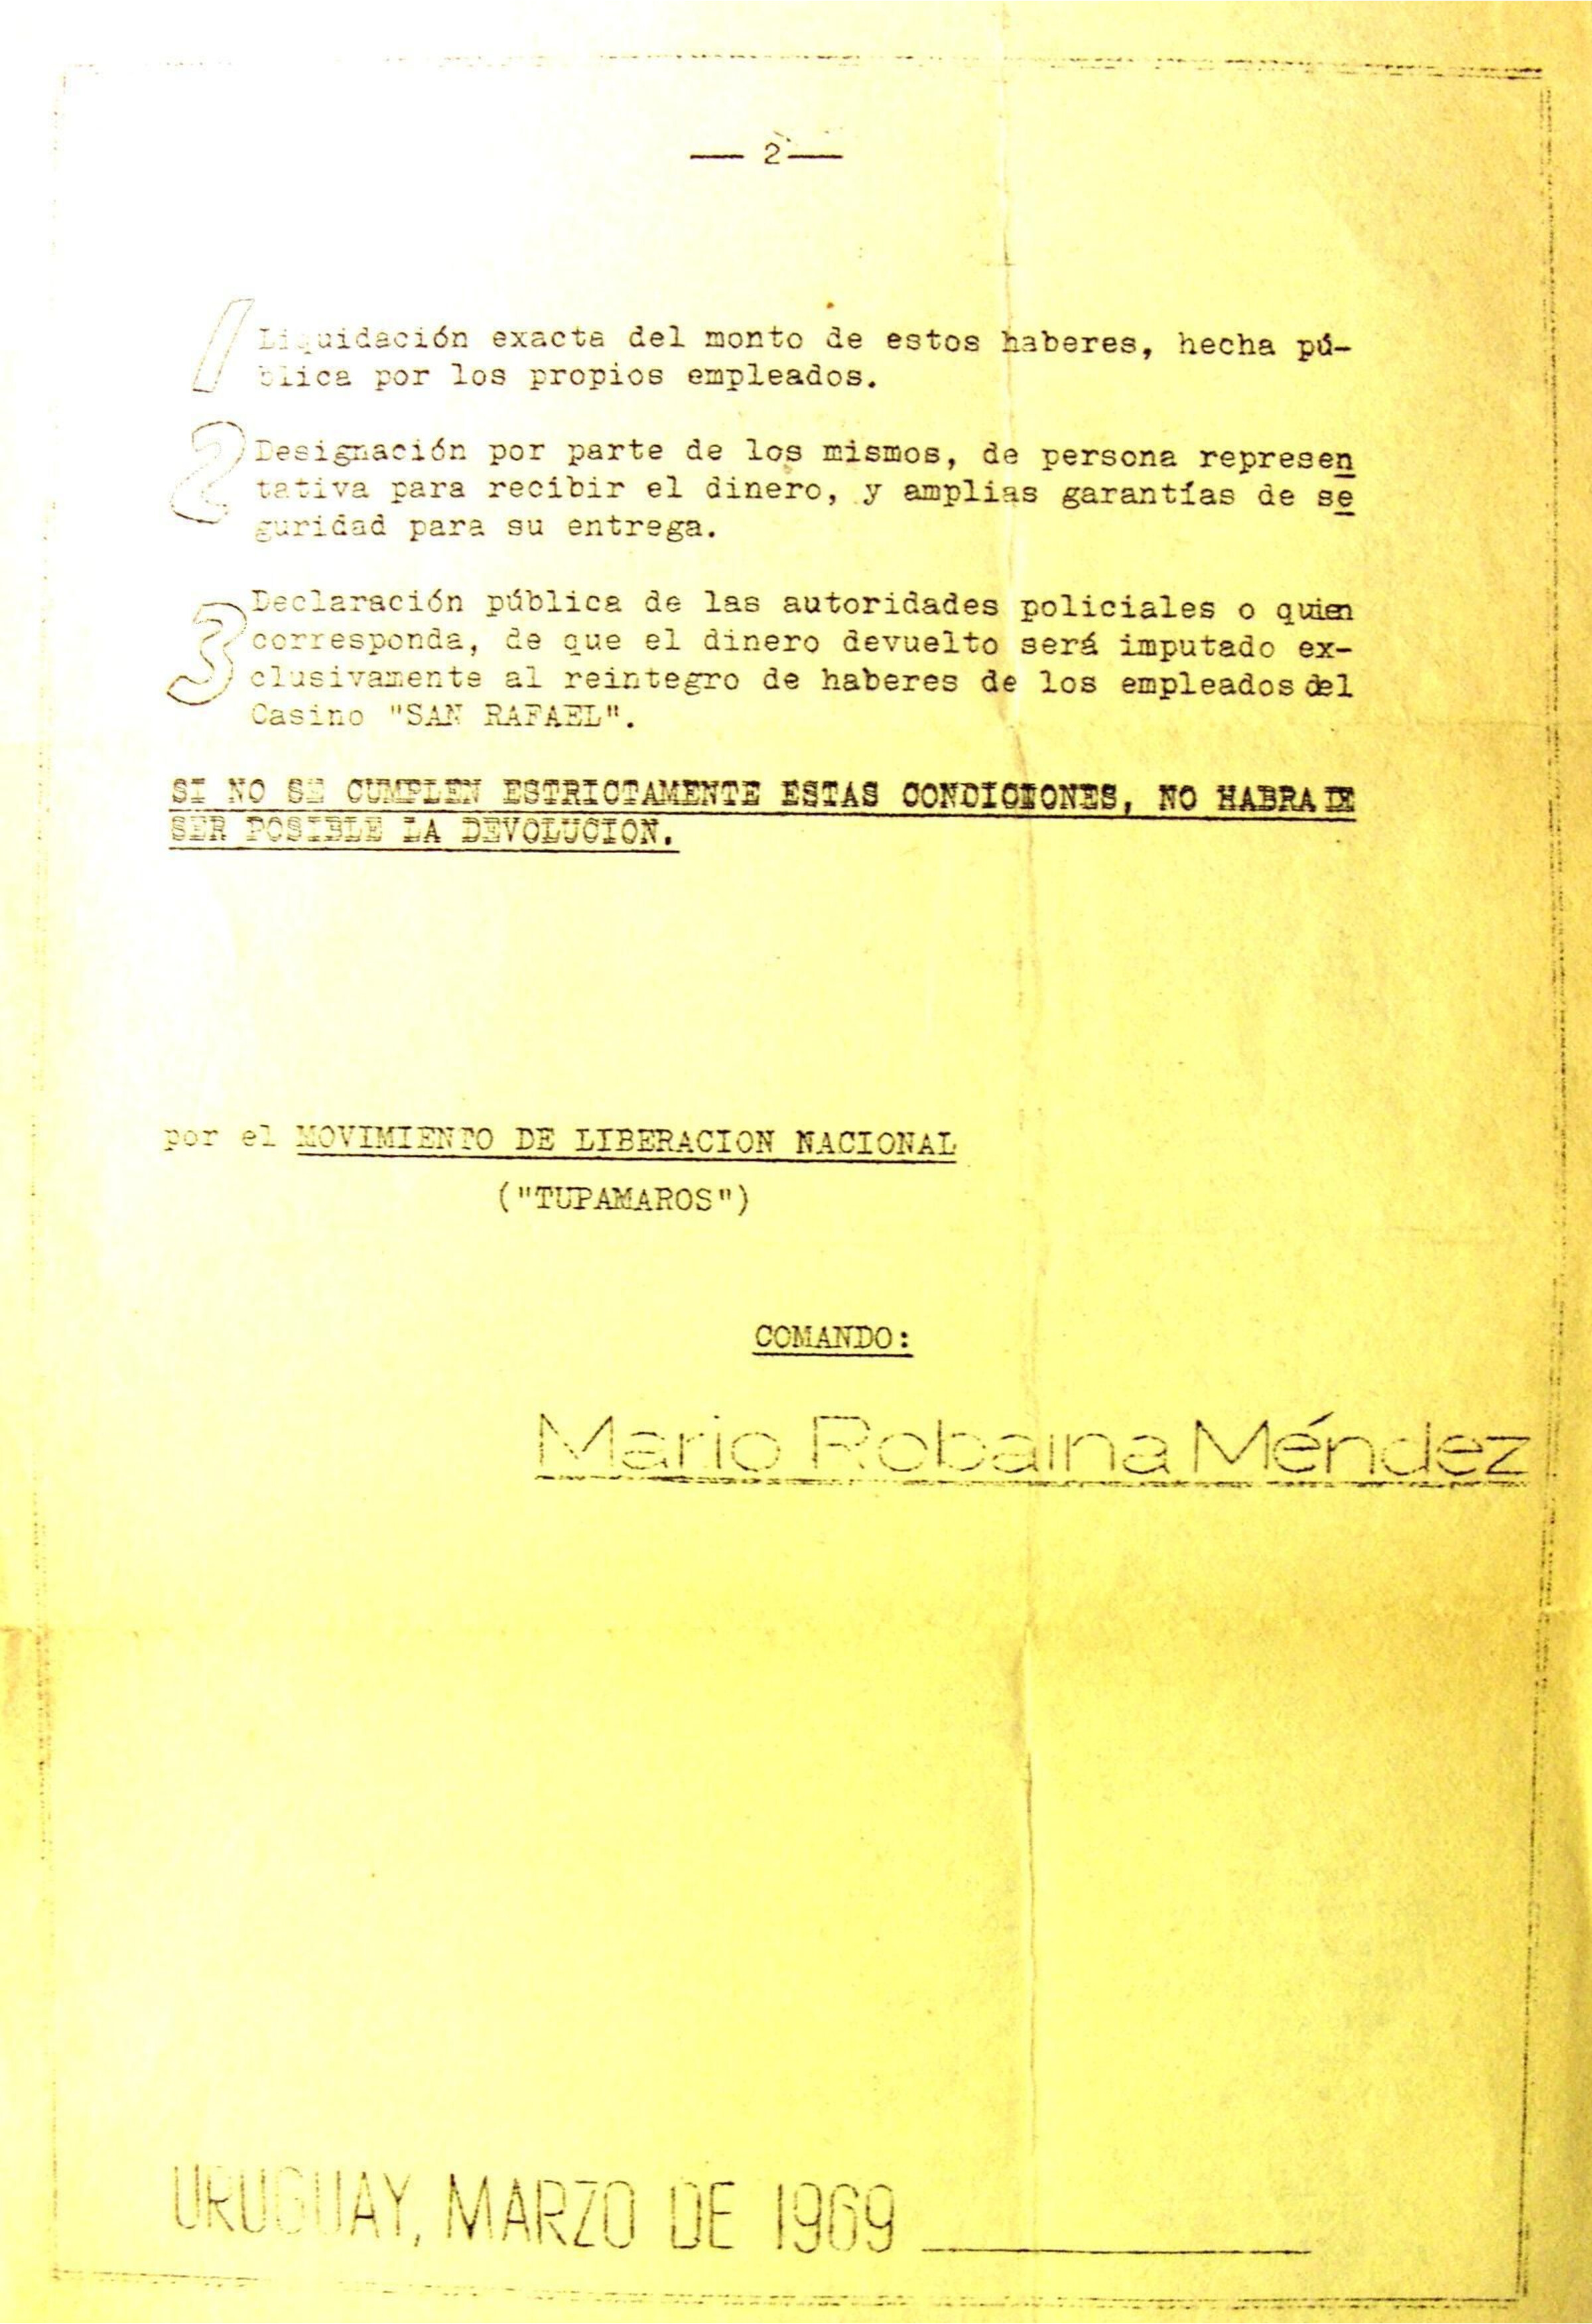 — 2 —
1 Liquidación exacta del monto de estos haberes, hecha pú-
blica por los propios empleados.
2 Designación por parte de los mismos, de persona represen
tativa para recibir el dinero, y amplias garantías de se
guridad para su entrega.
3 Declaración pública de las autoridades policiales o quien
corresponda, de que el dinero devuelto será imputado ex-
clusivamente al reintegro de haberes de los empleados del
Casino "SAN RAFAEL".
SI NO SE CUMPLEN ESTRICTAMENTE ESTAS CONDICIONES, NO HABRA DE
SER POSIBLE LA DEVOLUCION.
por el MOVIMIENTO DE LIBERACION NACIONAL
("TUPAMAROS")
COMANDO:
Mario Robaina Méndez
URUGUAY, MARZO DE 1969